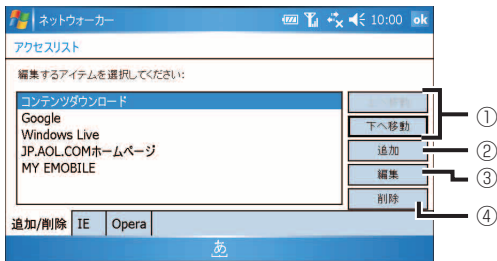 ネットウォーカー 10:00 ok
アクセスリスト
編集するアイテムを選択してください:
コンテンツダウンロード
Google
Windows Live
JP.AOL.COMホームページ
MY EMOBILE
上へ移動
下へ移動
追加
編集
削除
①
②
③
④
追加/削除 IE Opera
あ